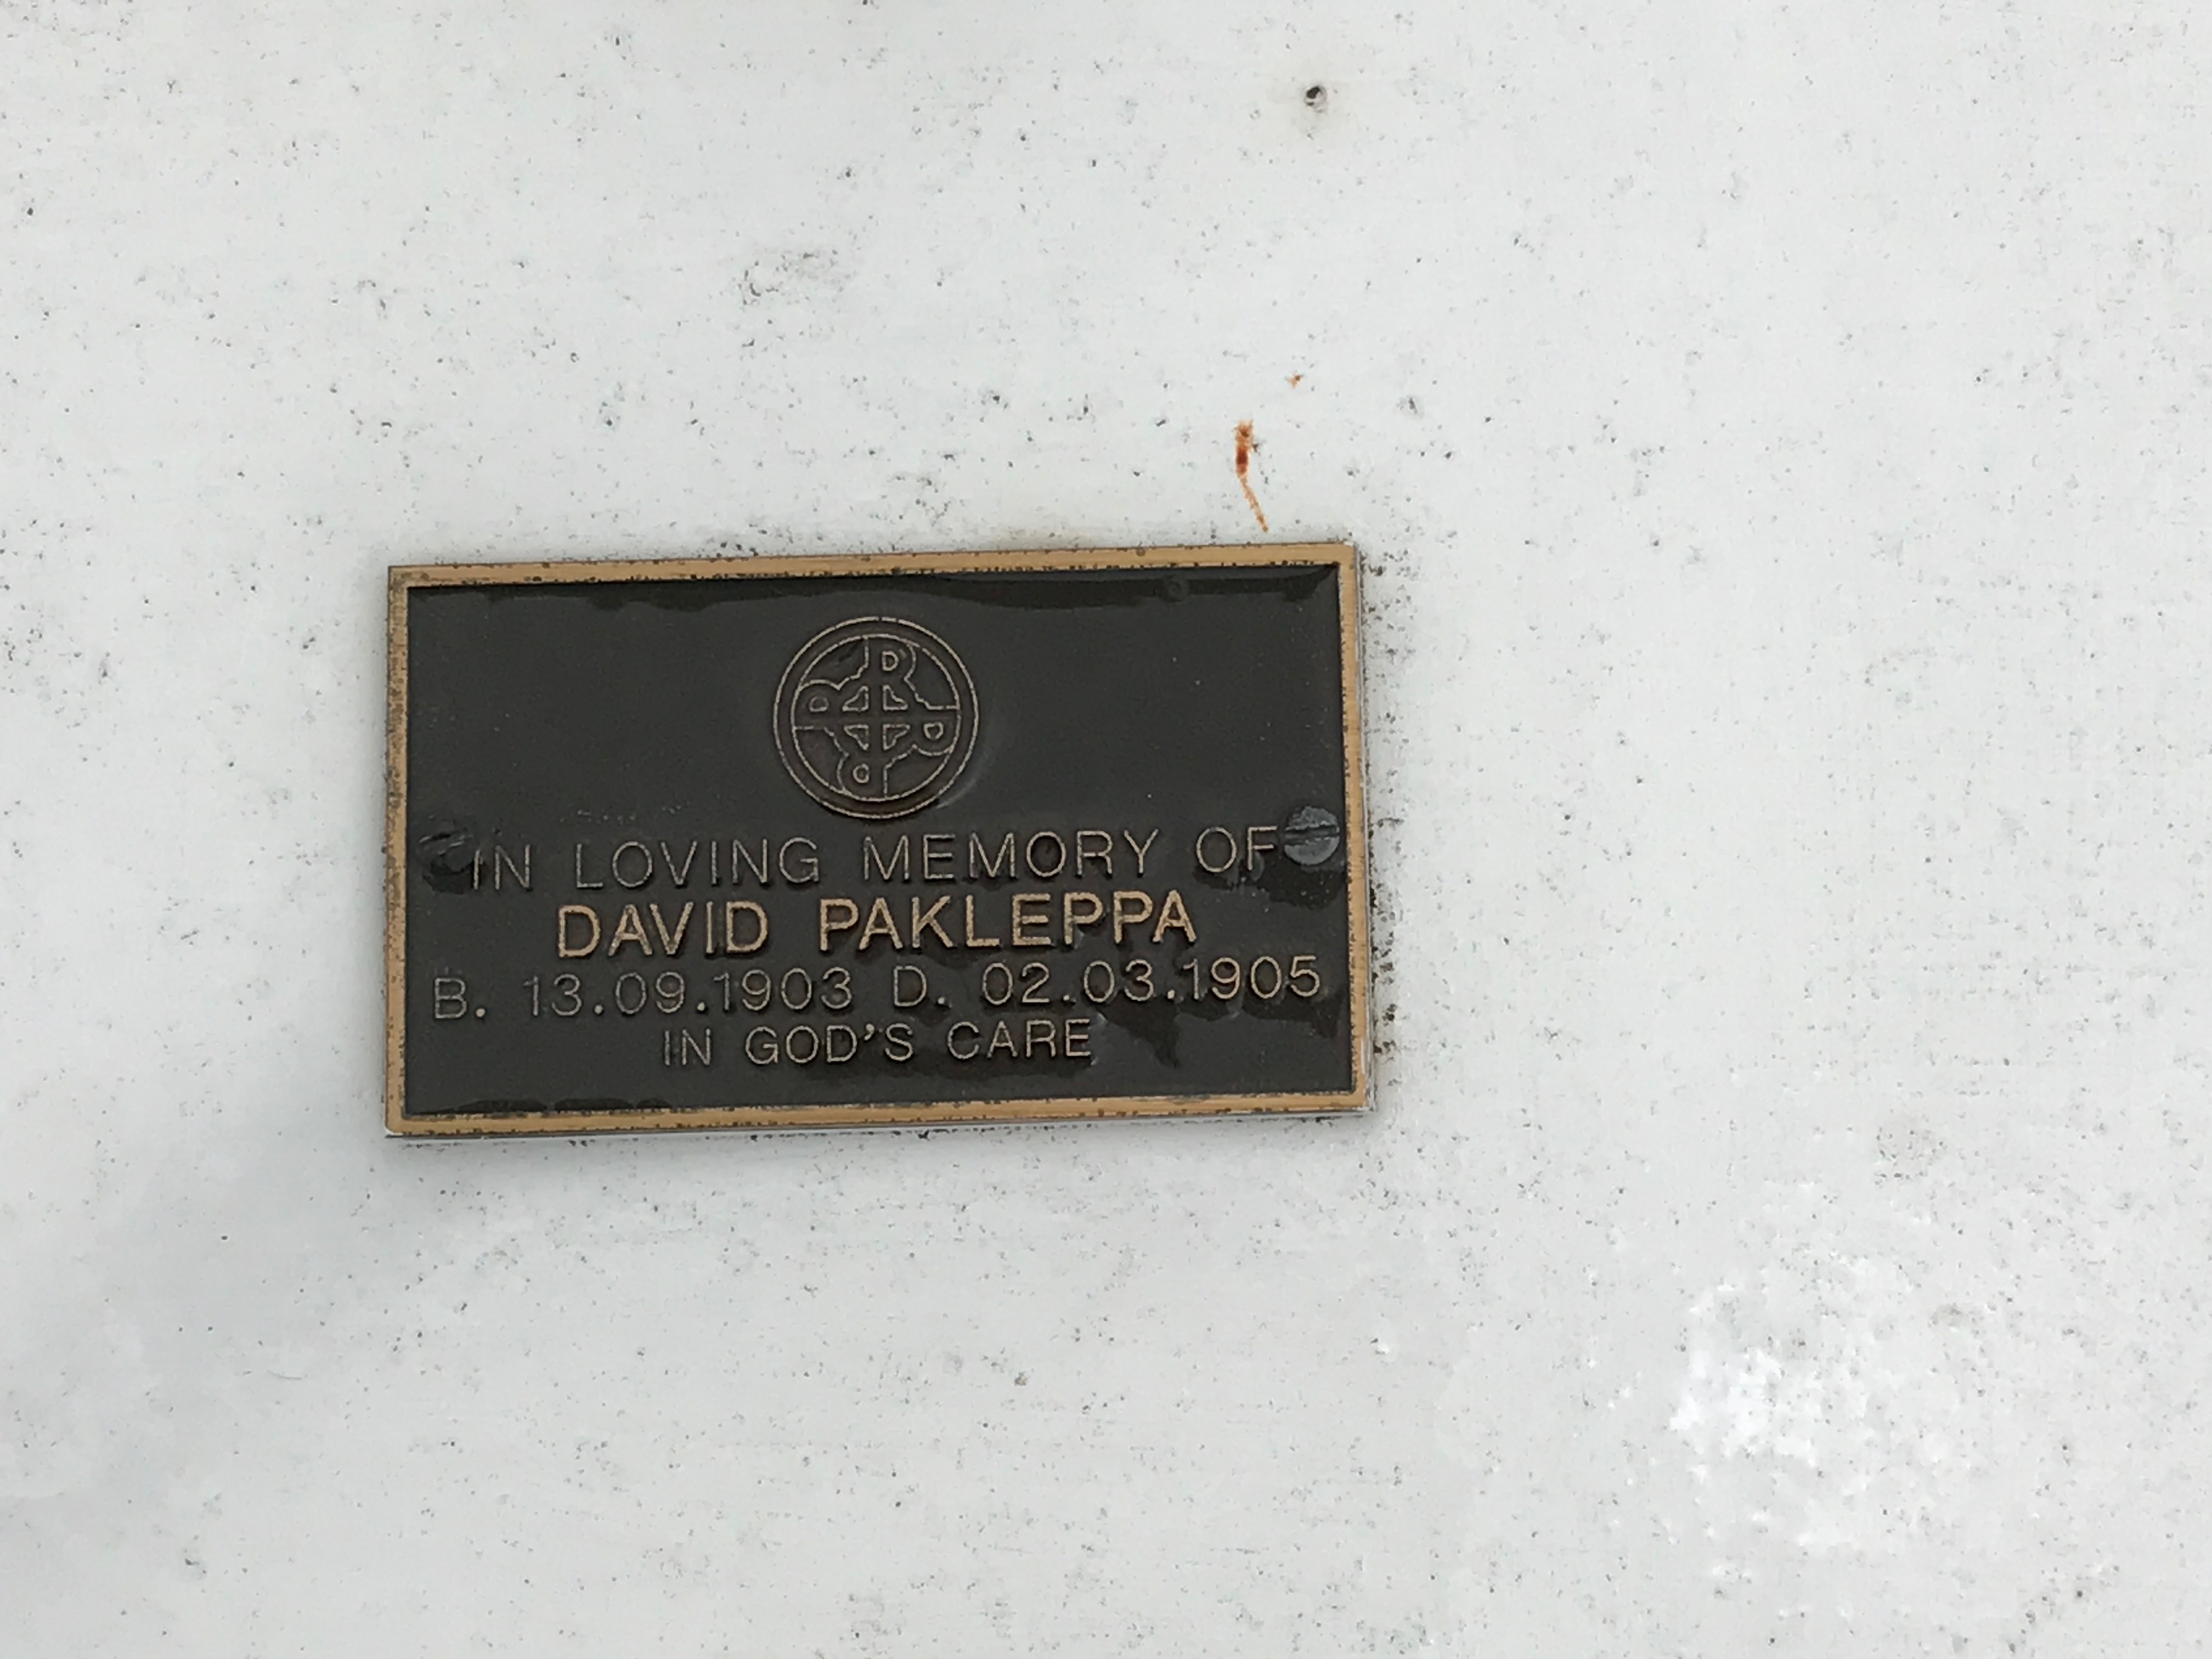 IN LOVING MEMORY OF
DAVID PAKLEPPA
B. 13.09.1903 D. 02.03.1905
IN GOD'S CARE